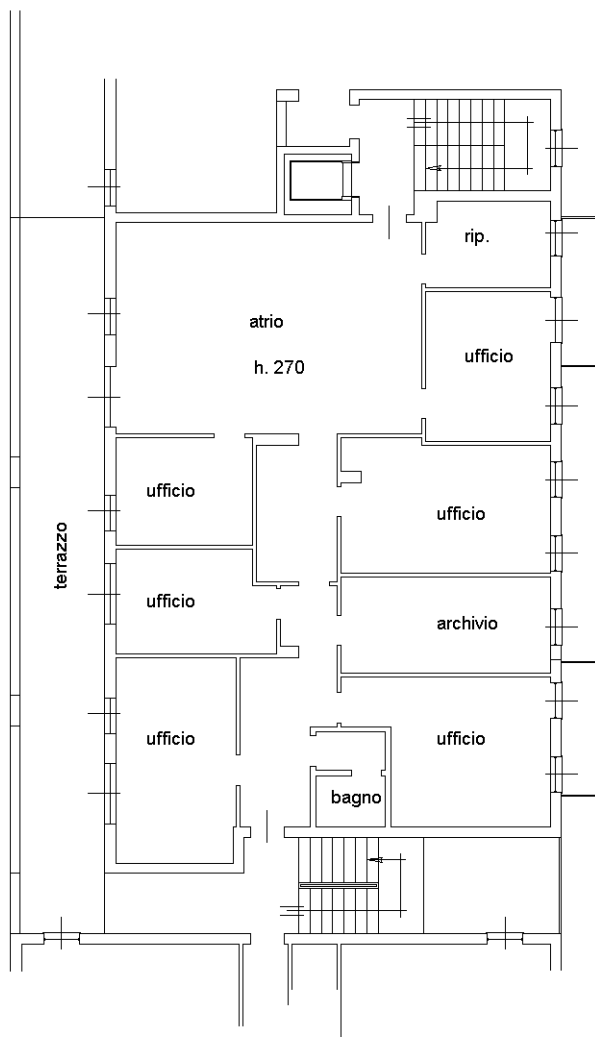 rip.
atrio
ufficio
h. 270
ufficio
ufficio
terrazzo
ufficio
archivio
ufficio
ufficio
bagno